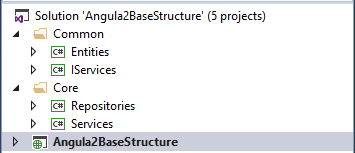 Solution 'Angula2BaseStructure' (5 projects)
Common
C# Entities
C# IServices
Core
C# Repositories
C# Services
Angula2BaseStructure